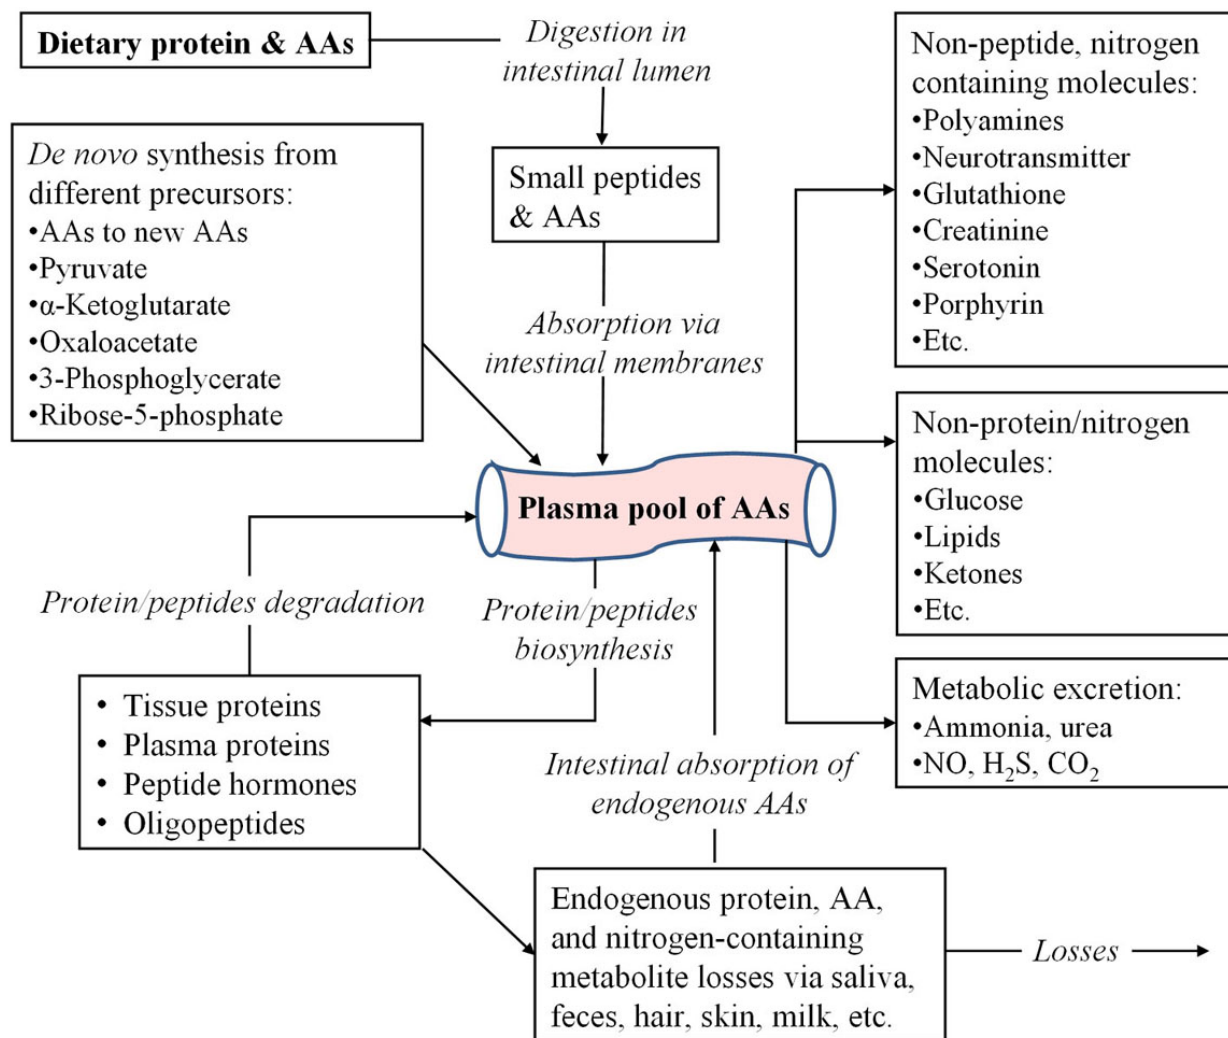 Dietary protein & AAs
Digestion in
intestinal lumen
Small peptides
& AAs
Absorption via
intestinal membranes
De novo synthesis from
different precursors:
•AAs to new AAs
•Pyruvate
•α-Ketoglutarate
•Oxaloacetate
•3-Phosphoglycerate
•Ribose-5-phosphate
Plasma pool of AAs
Non-peptide, nitrogen
containing molecules:
•Polyamines
•Neurotransmitter
•Glutathione
•Creatinine
•Serotonin
•Porphyrin
•Etc.
Non-protein/nitrogen
molecules:
•Glucose
•Lipids
•Ketones
•Etc.
Metabolic excretion:
•Ammonia, urea
•NO, H₂S, CO₂
Protein/peptides degradation
Protein/peptides
biosynthesis
• Tissue proteins
• Plasma proteins
• Peptide hormones
• Oligopeptides
Intestinal absorption of
endogenous AAs
Endogenous protein, AA,
and nitrogen-containing
metabolite losses via saliva,
feces, hair, skin, milk, etc.
Losses